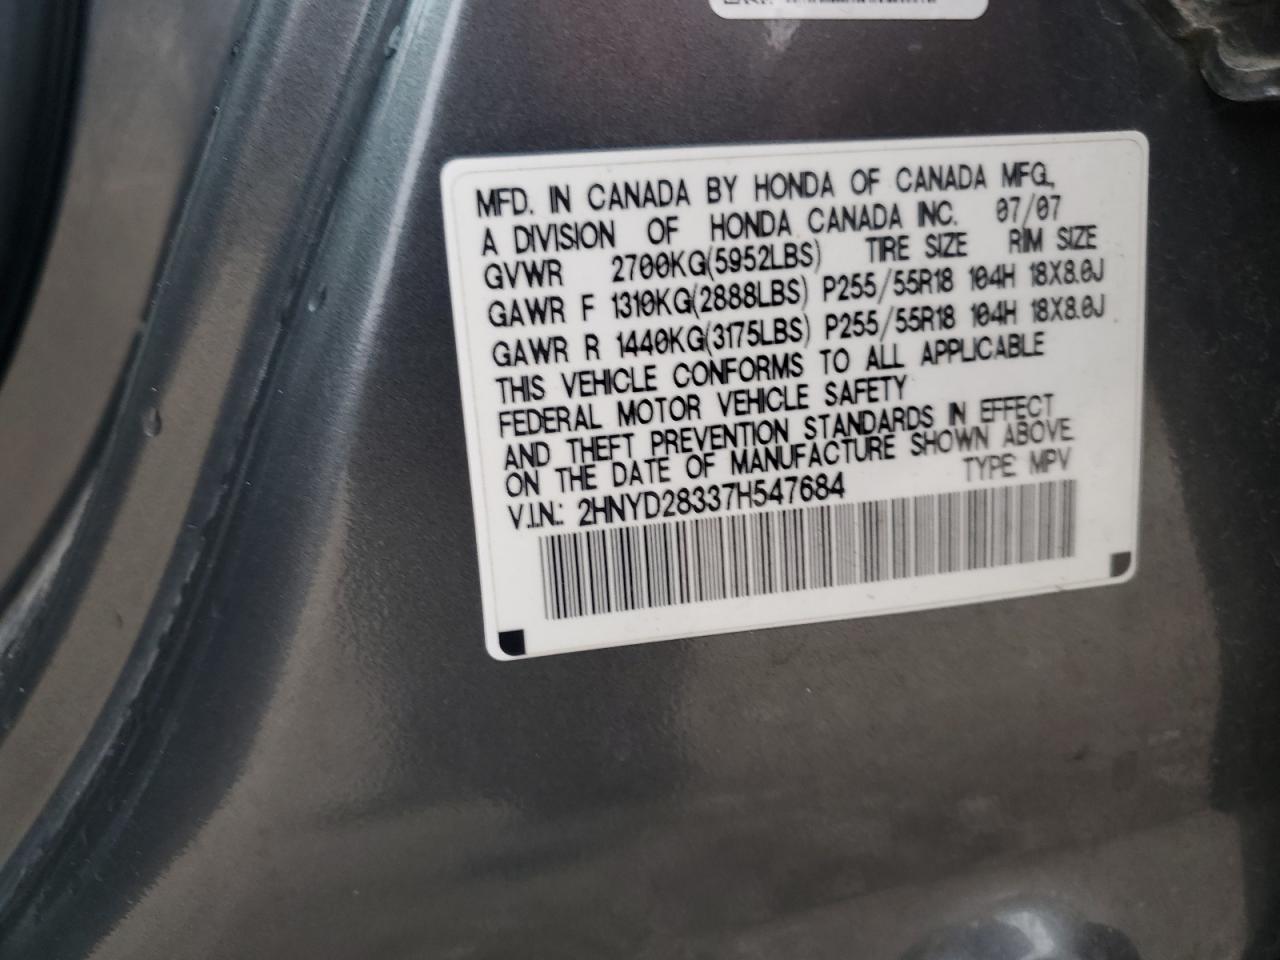 MFD. IN CANADA BY HONDA OF CANADA MFG.,
A DIVISION OF HONDA CANADA INC. 07/07
GVWR 2700KG(5952LBS) TIRE SIZE RIM SIZE
GAWR F 1310KG(2888LBS) P255/55R18 104H 18X8.0J
GAWR R 1440KG(3175LBS) P255/55R18 104H 18X8.0J
THIS VEHICLE CONFORMS TO ALL APPLICABLE
FEDERAL MOTOR VEHICLE SAFETY
AND THEFT PREVENTION STANDARDS IN EFFECT
ON THE DATE OF MANUFACTURE SHOWN ABOVE
V.I.N.: 2HNYD28337H547684 TYPE: MPV